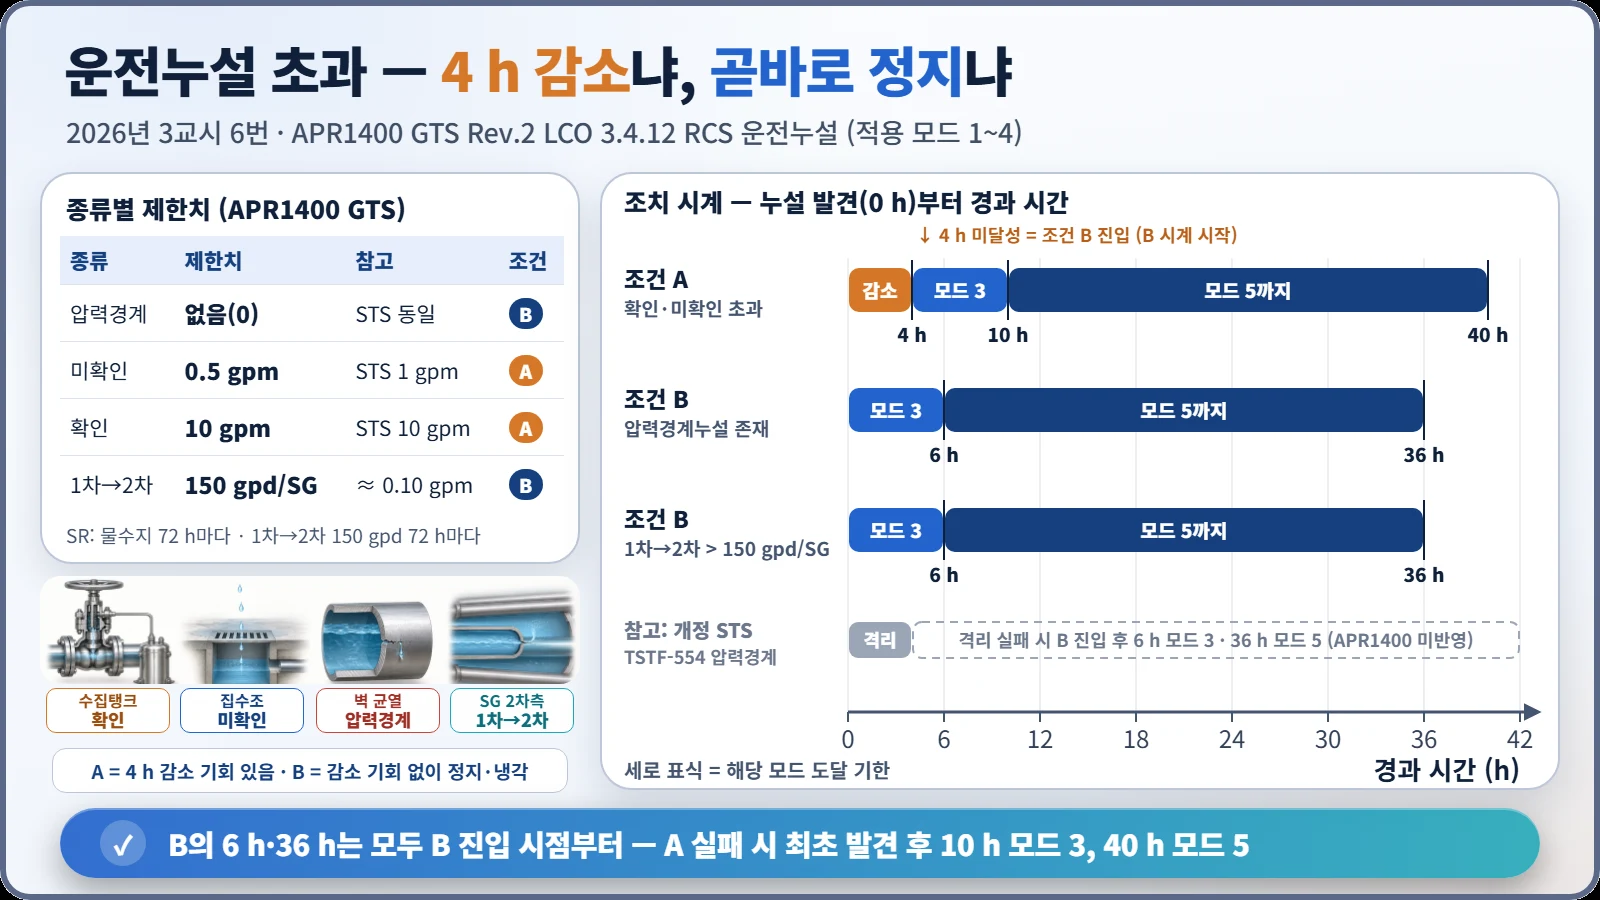 운전누설 초과 — 4 h 감소냐, 곧바로 정지냐
2026년 3교시 6번 · APR1400 GTS Rev.2 LCO 3.4.12 RCS 운전누설 (적용 모드 1~4)
종류별 제한치 (APR1400 GTS)
종류 제한치 참고 조건
압력경계 없음(0) STS 동일 B
미확인 0.5 gpm STS 1 gpm A
확인 10 gpm STS 10 gpm A
1차→2차 150 gpd/SG ≈ 0.10 gpm B
SR: 물수지 72 h마다 · 1차→2차 150 gpd 72 h마다
수집탱크 집수조 벽 균열 SG 2차측
확인 미확인 압력경계 1차→2차
A = 4 h 감소 기회 있음 · B = 감소 기회 없이 정지·냉각
조치 시계 — 누설 발견(0 h)부터 경과 시간
↓ 4 h 미달성 = 조건 B 진입 (B 시계 시작)
조건 A
확인·미확인 초과
감소 모드 3 모드 5까지
4 h 10 h 40 h
조건 B
압력경계누설 존재
모드 3 모드 5까지
6 h 36 h
조건 B
1차→2차 > 150 gpd/SG
모드 3 모드 5까지
6 h 36 h
참고: 개정 STS
TSTF-554 압력경계
격리 격리 실패 시 B 진입 후 6 h 모드 3 · 36 h 모드 5 (APR1400 미반영)
0 6 12 18 24 30 36 42
세로 표식 = 해당 모드 도달 기한
경과 시간 (h)
✓ B의 6 h·36 h는 모두 B 진입 시점부터 — A 실패 시 최초 발견 후 10 h 모드 3, 40 h 모드 5